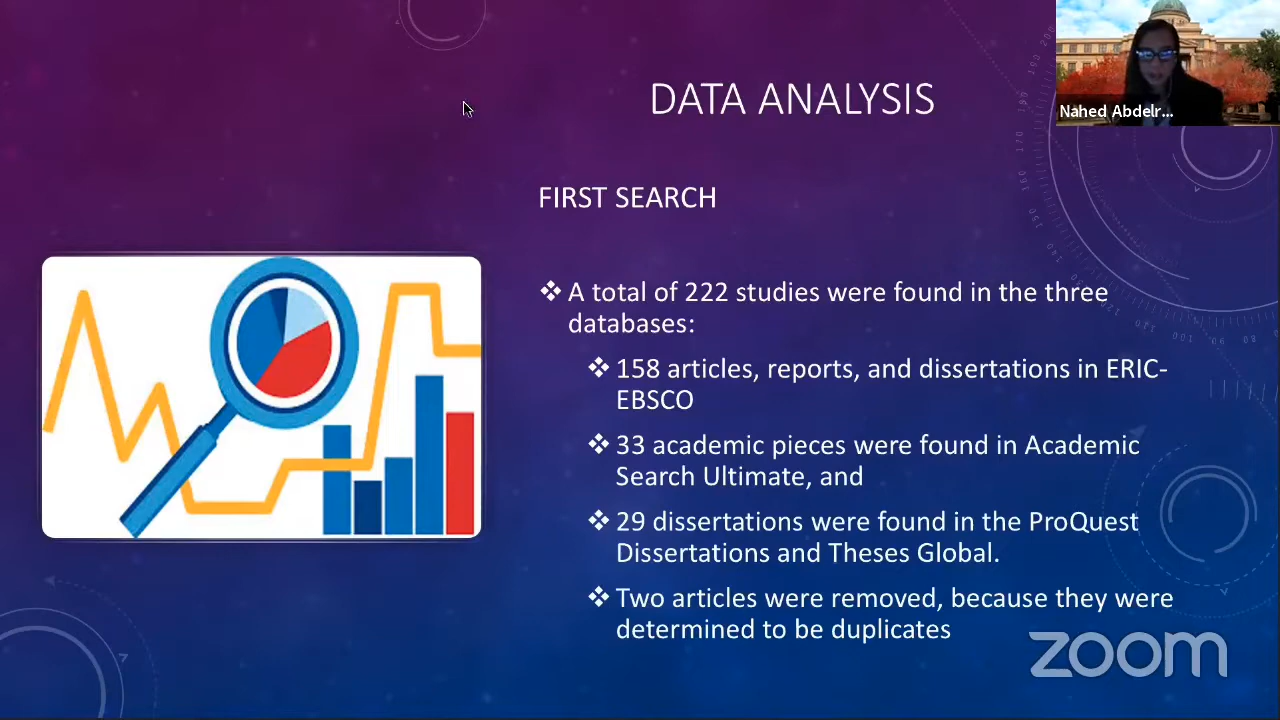 DATA ANALYSIS
Nahed Abdelr...
FIRST SEARCH
❖ A total of 222 studies were found in the three
databases:
❖ 158 articles, reports, and dissertations in ERIC-
EBSCO
❖ 33 academic pieces were found in Academic
Search Ultimate, and
❖ 29 dissertations were found in the ProQuest
Dissertations and Theses Global.
❖ Two articles were removed, because they were
determined to be duplicates
zoom